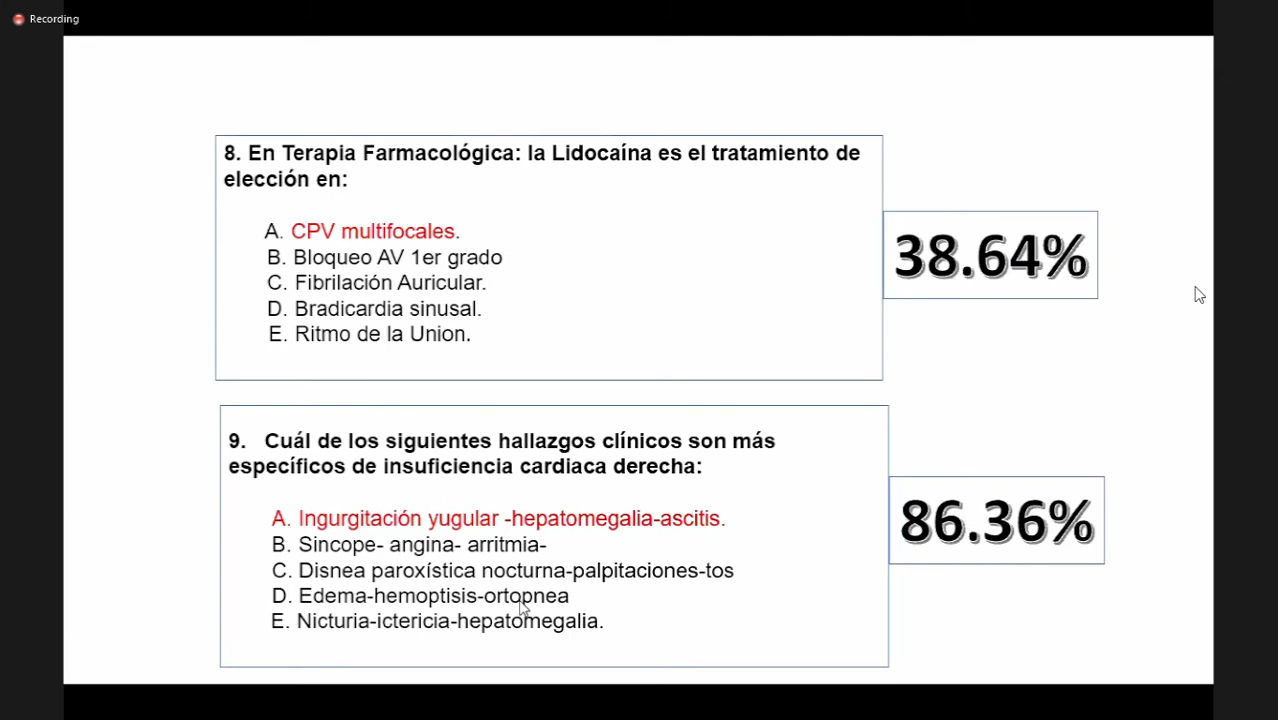 Recording
8. En Terapia Farmacológica: la Lidocaína es el tratamiento de
elección en:
A. CPV multifocales.
B. Bloqueo AV 1er grado
C. Fibrilación Auricular.
D. Bradicardia sinusal.
E. Ritmo de la Union.
38.64%
9. Cuál de los siguientes hallazgos clínicos son más
específicos de insuficiencia cardiaca derecha:
A. Ingurgitación yugular -hepatomegalia-ascitis.
B. Sincope- angina- arritmia-
C. Disnea paroxística nocturna-palpitaciones-tos
D. Edema-hemoptisis-ortopnea
E. Nicturia-ictericia-hepatomegalia.
86.36%